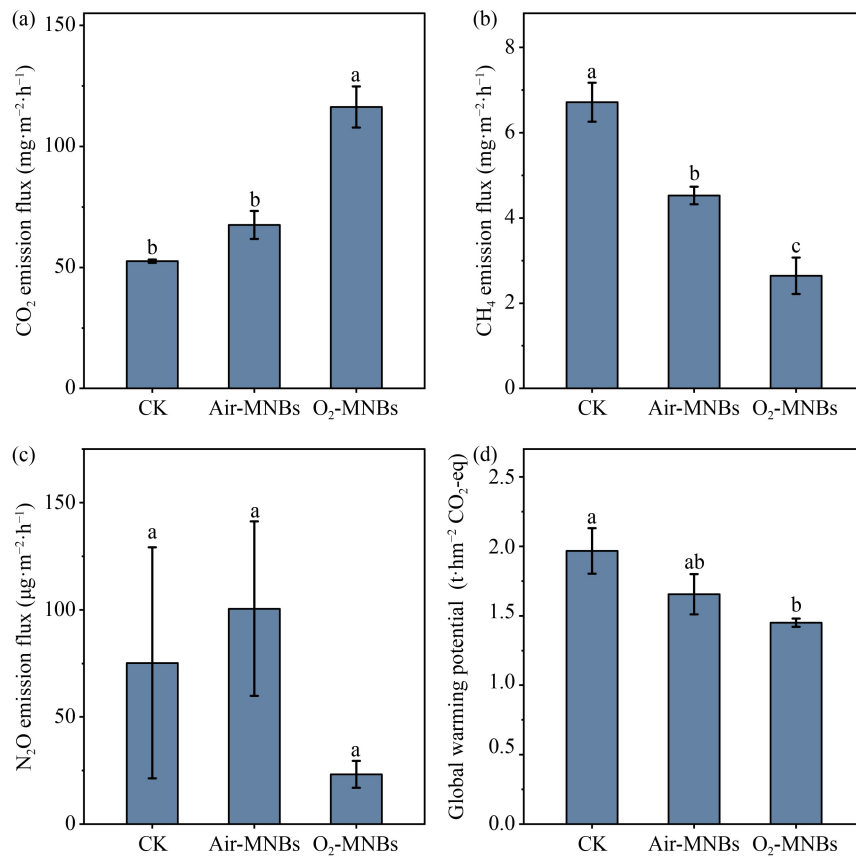 (a)
CO₂ emission flux (mg·m⁻²·h⁻¹)
150
100
50
0
b
b
a
CK
Air-MNBs
O₂-MNBs
(b)
CH₄ emission flux (mg·m⁻²·h⁻¹)
8
6
4
2
0
a
b
c
CK
Air-MNBs
O₂-MNBs
(c)
N₂O emission flux (μg·m⁻²·h⁻¹)
150
100
50
0
a
a
a
CK
Air-MNBs
O₂-MNBs
(d)
Global warming potential (t·hm⁻² CO₂-eq)
2.5
2.0
1.5
1.0
0.5
0.0
a
ab
b
CK
Air-MNBs
O₂-MNBs